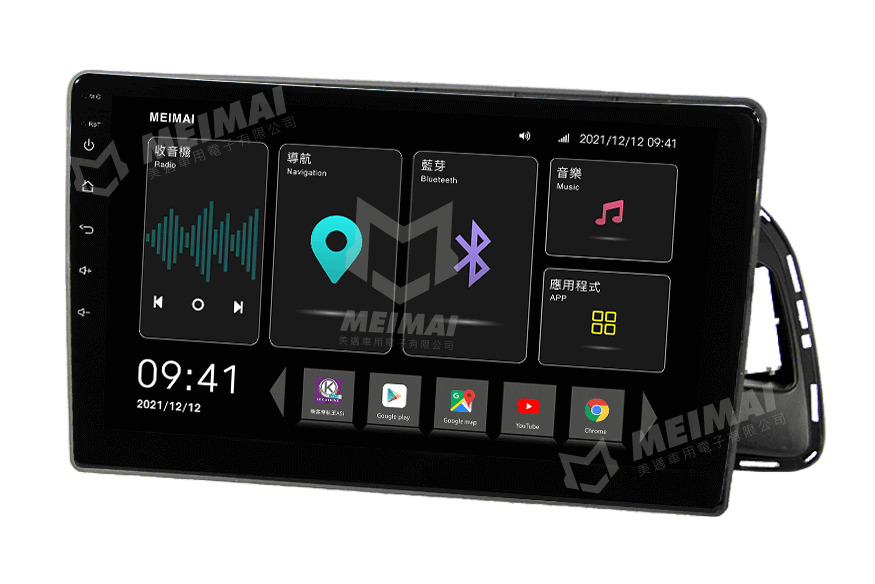 MIC
RST
MEIMAI
2021/12/12 09:41
收音機
Radio
導航
Navigation
藍芽
Blueteeth
音樂
Music
應用程式
APP
09:41
2021/12/12
Google play
Google map
YouTube
Chrome
MEIMAI
美邁車用電子有限公司
MEIMAI
美邁車用電子有限公司
MEIMAI
美邁車用電子有限公司